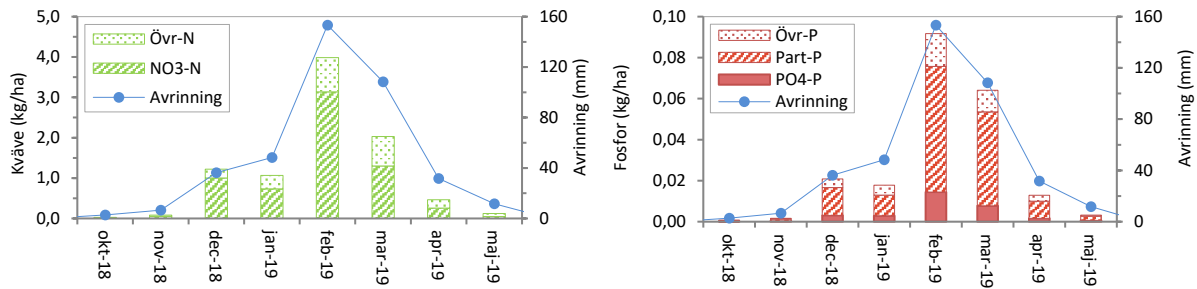 5,0
4,0
3,0
2,0
1,0
0,0
Kväve (kg/ha)
Övr-N
NO3-N
Avrinning
160
120
80
40
0
Avrinning (mm)
okt-18
nov-18
dec-18
jan-19
feb-19
mar-19
apr-19
maj-19
0,10
0,08
0,06
0,04
0,02
0,00
Fosfor (kg/ha)
Övr-P
Part-P
PO4-P
Avrinning
160
120
80
40
0
Avrinning (mm)
okt-18
nov-18
dec-18
jan-19
feb-19
mar-19
apr-19
maj-19